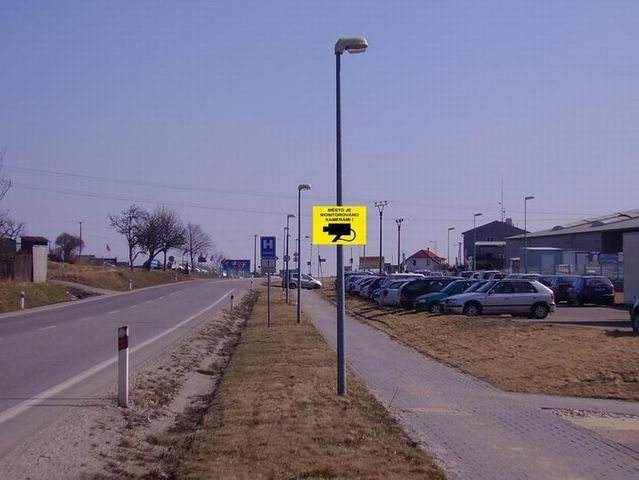 MĚSTO JE
MONITOROVÁNO
KAMERAMI !
H